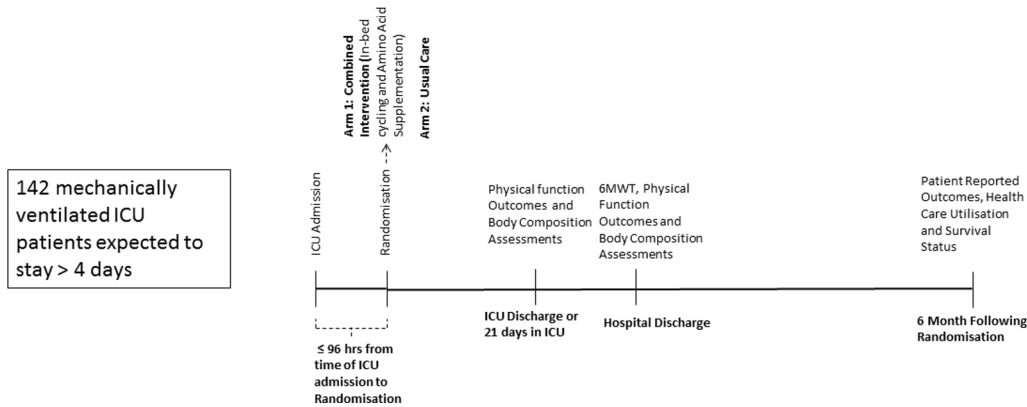 142 mechanically
ventilated ICU
patients expected to
stay > 4 days
ICU Admission
Randomisation
Arm 1: Combined
Intervention (In-bed
cycling and Amino Acid
Supplementation)
Arm 2: Usual Care
≤ 96 hrs from
time of ICU
admission to
Randomisation
Physical function
Outcomes and
Body Composition
Assessments
ICU Discharge or
21 days in ICU
6MWT, Physical
Function
Outcomes and
Body Composition
Assessments
Hospital Discharge
Patient Reported
Outcomes, Health
Care Utilisation
and Survival
Status
6 Month Following
Randomisation